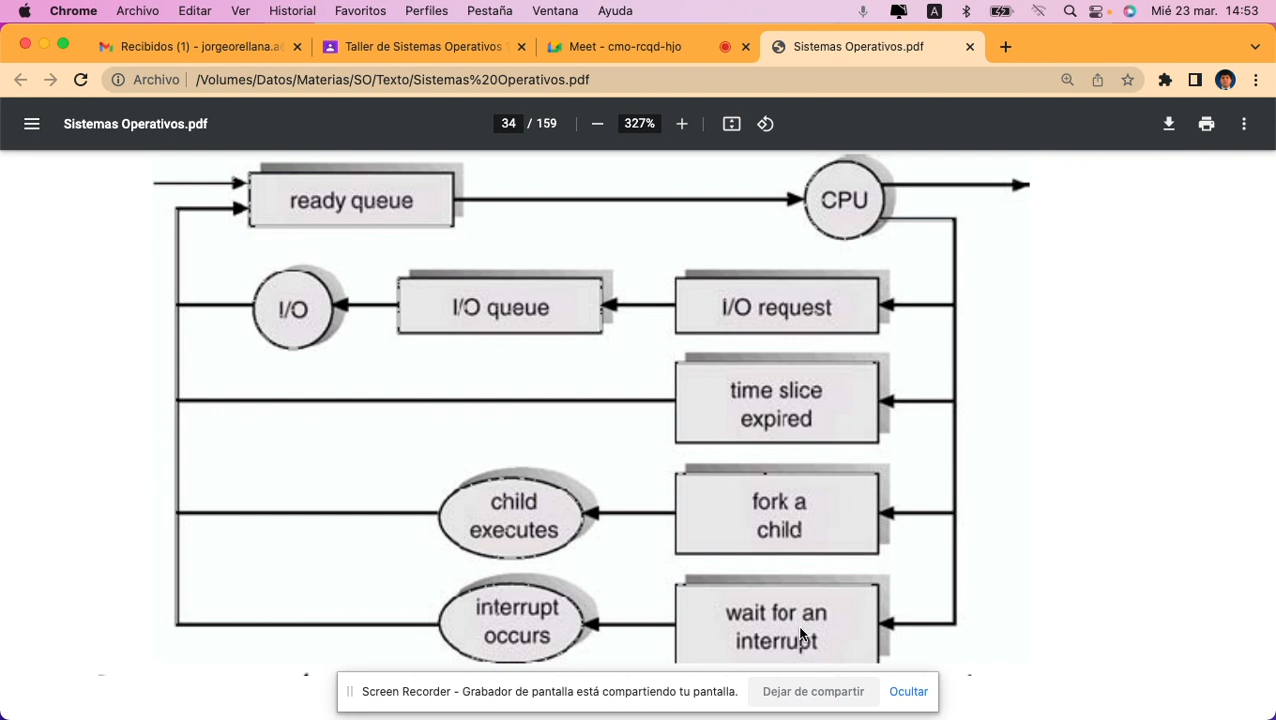 Chrome Archivo Editar Ver Historial Favoritos Perfiles Pestaña Ventana Ayuda A Mié 23 mar. 14:53
Recibidos (1) - jorgeorellana.a
Taller de Sistemas Operativos
Meet - cmo-rcqd-hjo
Sistemas Operativos.pdf
Archivo /Volumes/Datos/Materias/SO/Texto/Sistemas%20Operativos.pdf
Sistemas Operativos.pdf 34 / 159 327%
ready queue
CPU
I/O
I/O queue
I/O request
time slice
expired
child
executes
fork a
child
interrupt
occurs
wait for an
interrupt
Screen Recorder - Grabador de pantalla está compartiendo tu pantalla. Dejar de compartir Ocultar